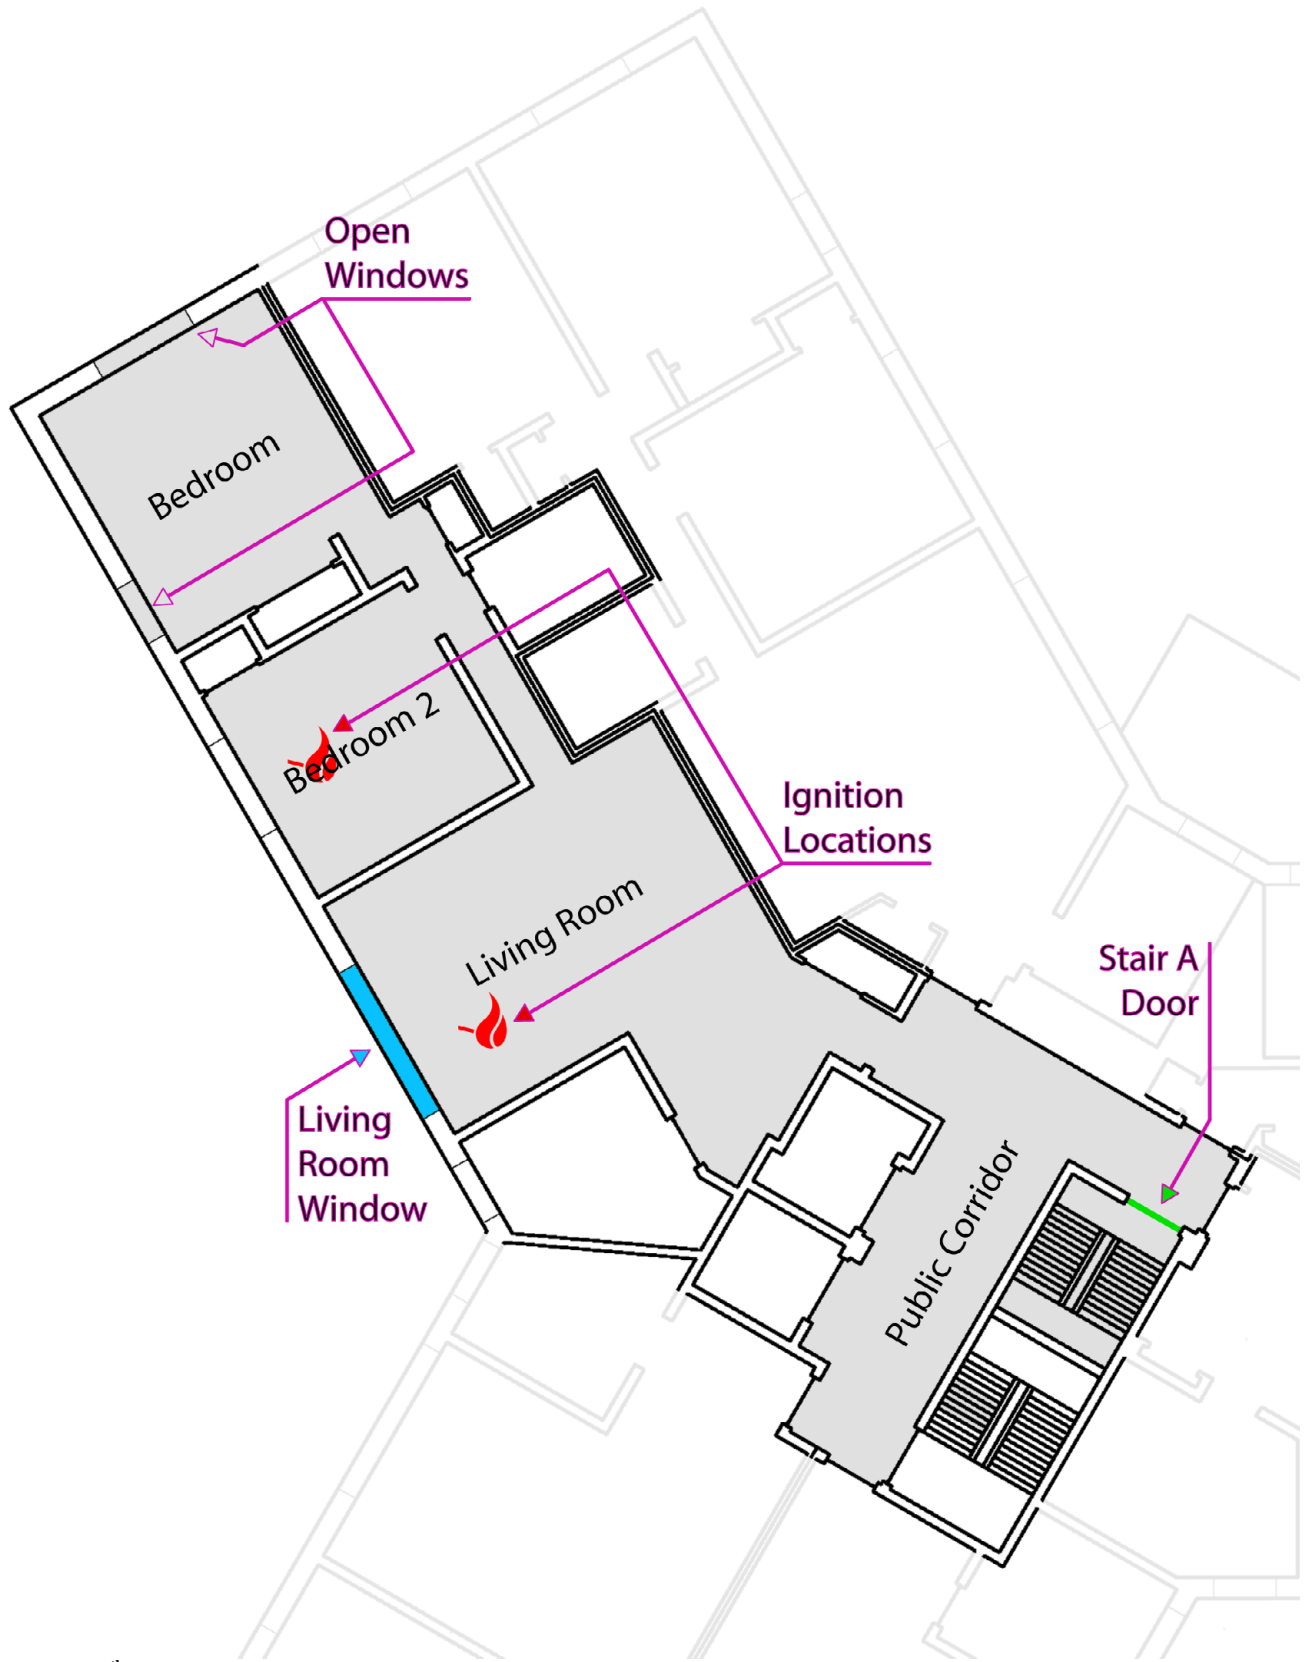 Open
Windows
Bedroom
Bedroom 2
Ignition
Locations
Living Room
Stair A
Door
Living
Room
Window
Public Corridor